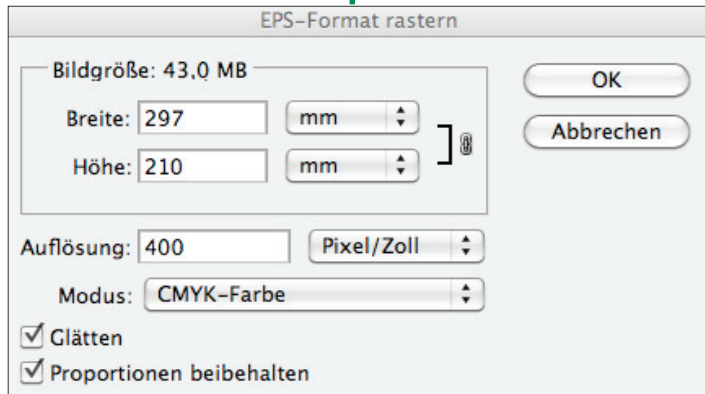 EPS-Format rastern
Bildgröße: 43,0 MB
OK
Breite: 297 mm
Abbrechen
Höhe: 210 mm
Auflösung: 400 Pixel/Zoll
Modus: CMYK-Farbe
Glätten
Proportionen beibehalten